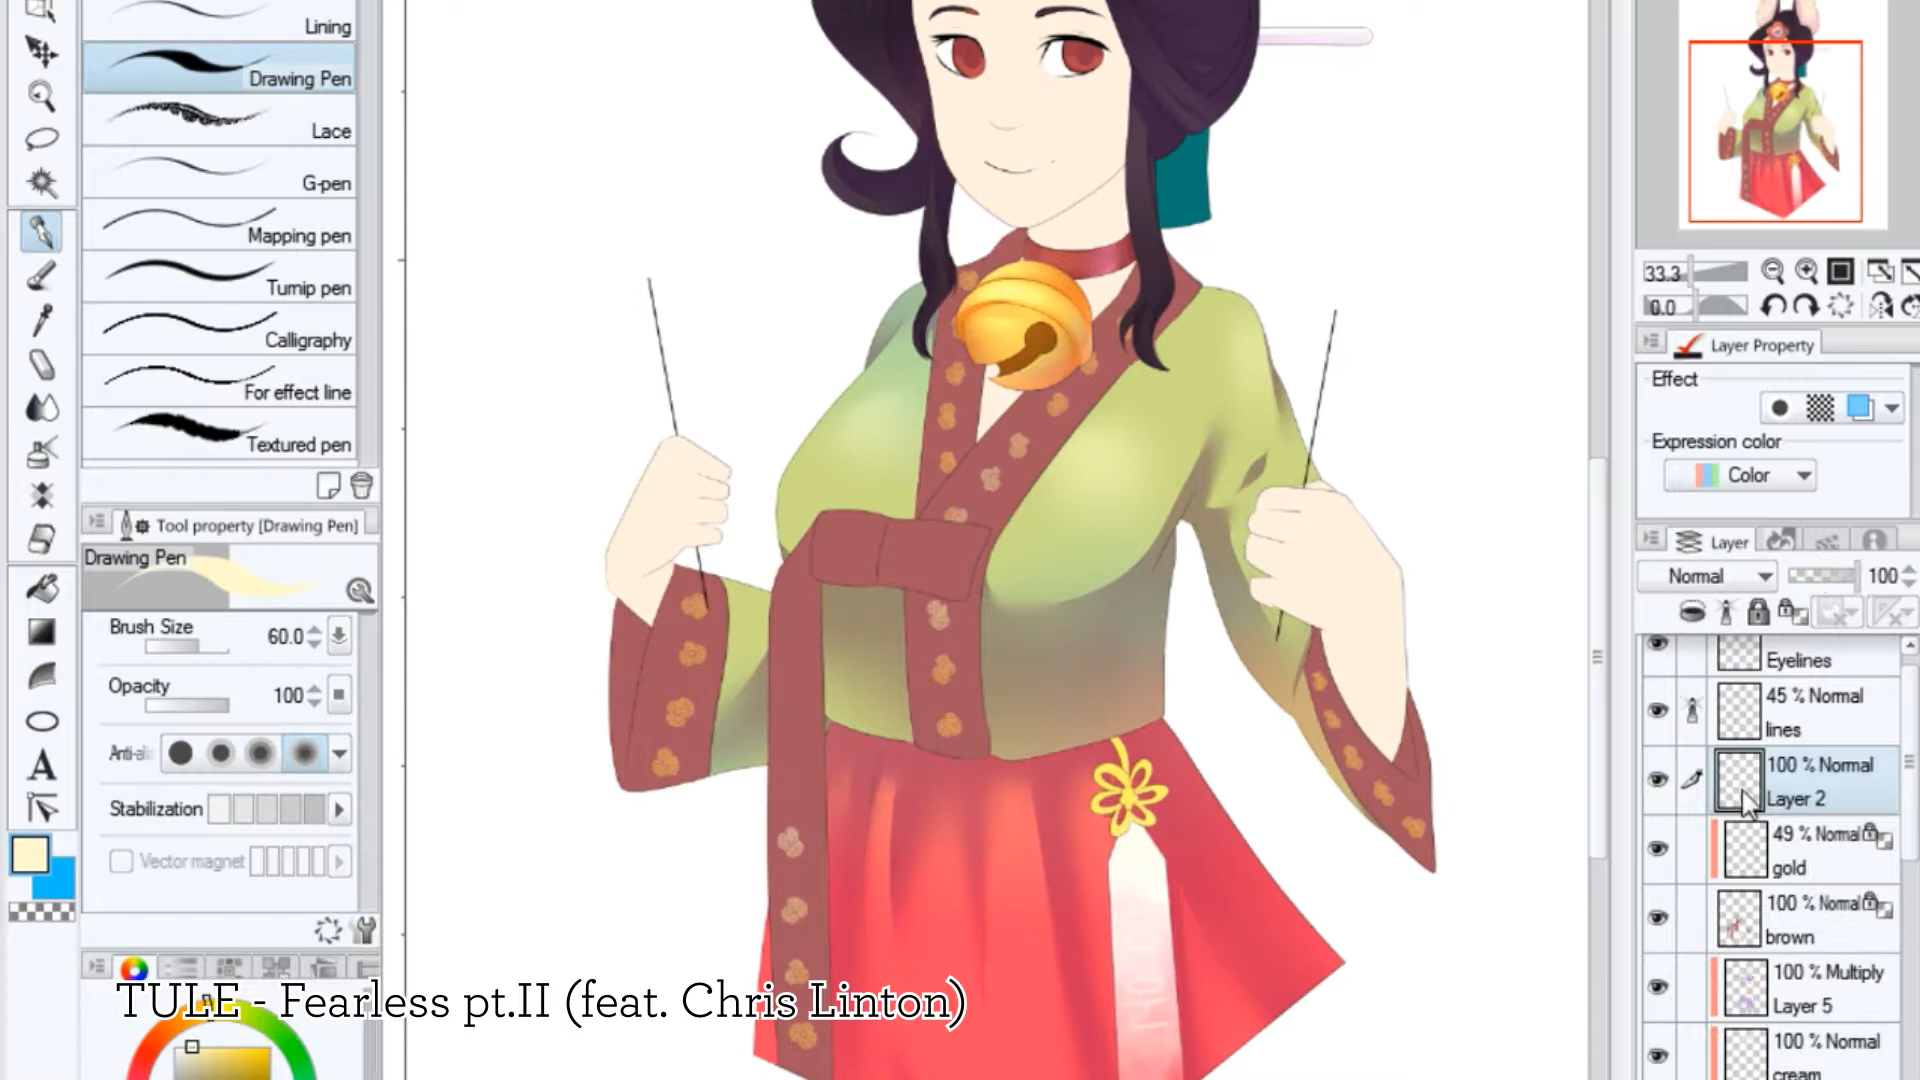 Lining
Drawing Pen
Lace
G-pen
Mapping pen
Turnip pen
Calligraphy
For effect line
Textured pen
Tool property [Drawing Pen]
Drawing Pen
Brush Size 60.0
Opacity 100
Anti-alia
Stabilization
Vector magnet
TULE - Fearless pt.II (feat. Chris Linton)
33.3
0.0
Layer Property
Effect
Expression color
Color
Layer
Normal 100
Eyelines
45 % Normal
lines
100 % Normal
Layer 2
49 % Normal
gold
100 % Normal
brown
100 % Multiply
Layer 5
100 % Normal
cream